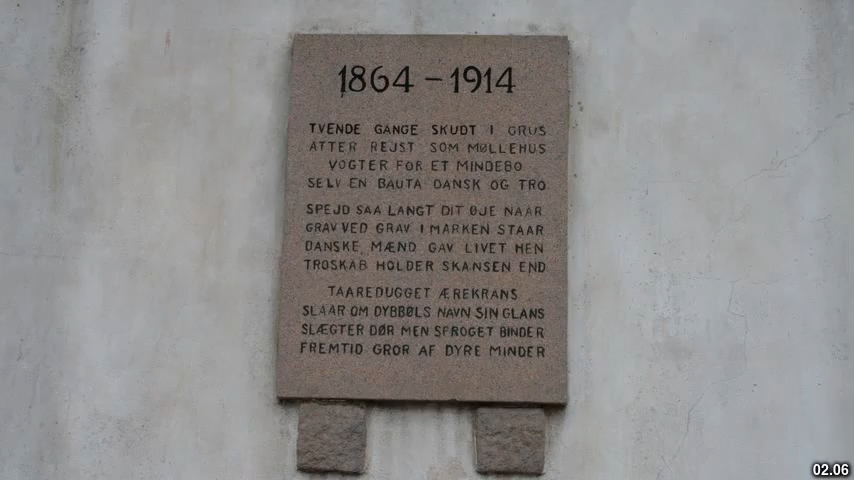 1864 – 1914
TVENDE GANGE SKUDT I GRUS
ATTER REJST SOM MØLLEHUS
VOGTER FOR ET MINDEBO
SELV EN BAUTA DANSK OG TRO
SPEJD SAA LANGT DIT ØJE NAAR
GRAV VED GRAV I MARKEN STAAR
DANSKE MÆND GAV LIVET HEN
TROSKAB HOLDER SKANSEN END
TAAREDUGGET ÆREKRANS
SLAAR OM DYBBØLS NAVN SIN GLANS
SLÆGTER DØR MEN SPROGET BINDER
FREMTID GROR AF DYRE MINDER
02.06